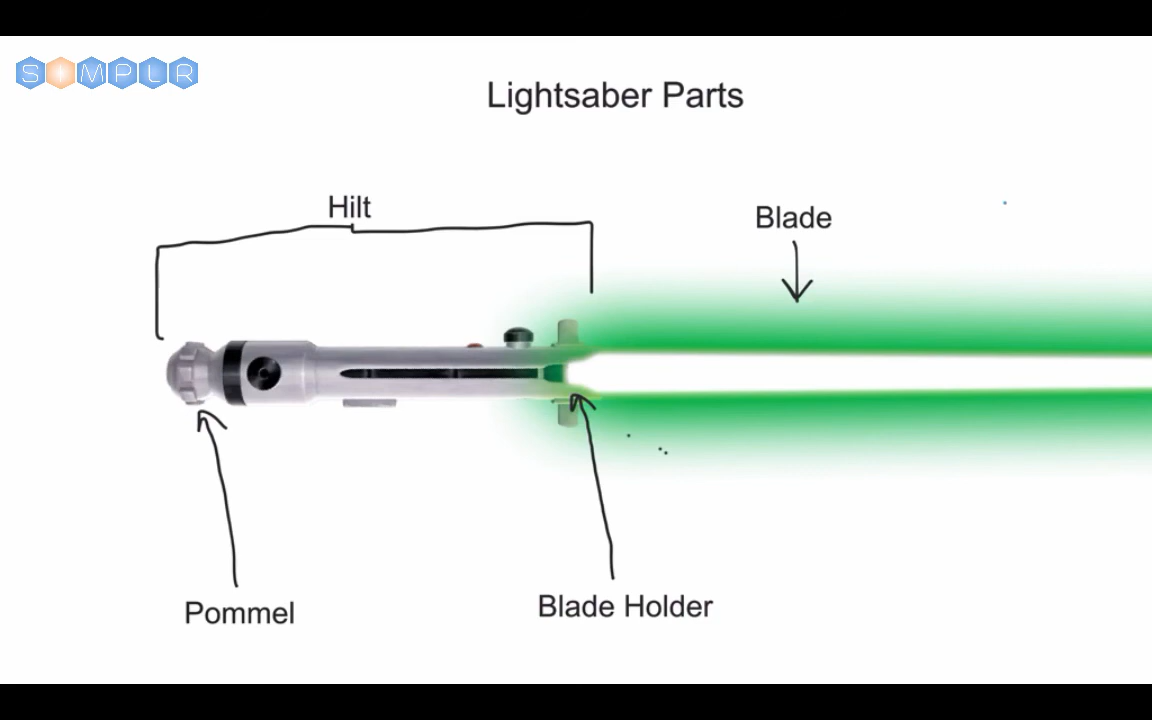 SIMPLR
Lightsaber Parts
Hilt
Blade
Pommel
Blade Holder